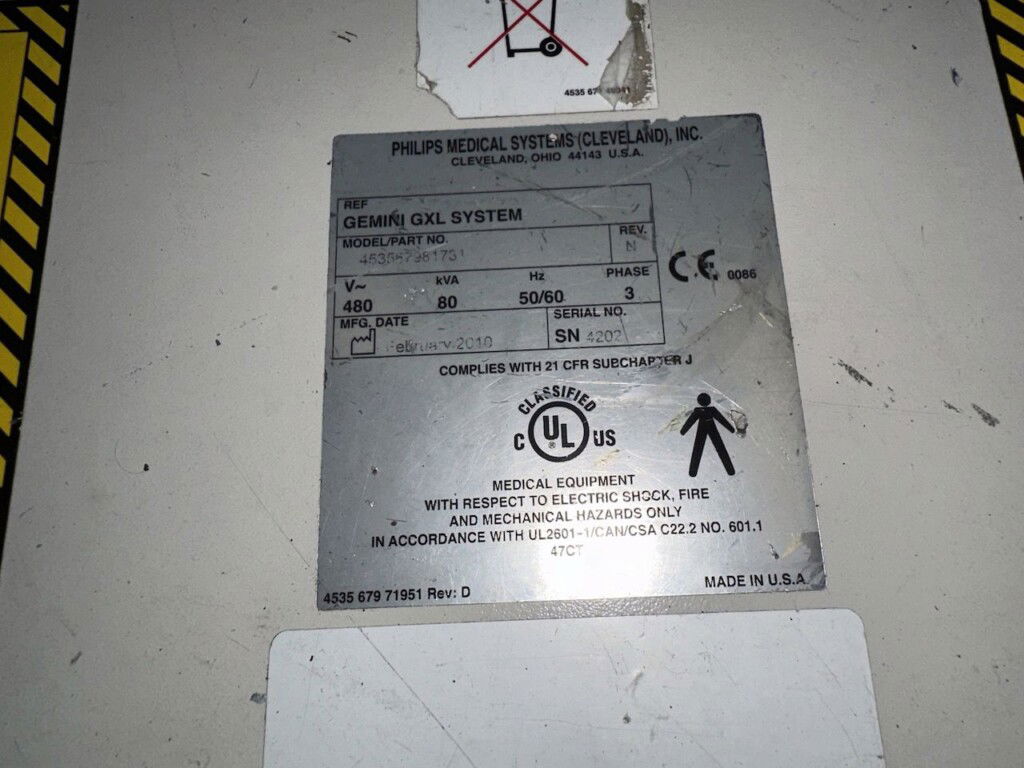 4535 67
PHILIPS MEDICAL SYSTEMS (CLEVELAND), INC.
CLEVELAND, OHIO 44143 U.S.A.
REF
GEMINI GXL SYSTEM
MODEL/PART NO.
REV.
N
V~ kVA Hz PHASE
480 80 50/60 3
MFG. DATE
February 2010
SERIAL NO.
SN 4202
CE 0086
COMPLIES WITH 21 CFR SUBCHAPTER J
CLASSIFIED
C UL ® US
MEDICAL EQUIPMENT
WITH RESPECT TO ELECTRIC SHOCK, FIRE
AND MECHANICAL HAZARDS ONLY
IN ACCORDANCE WITH UL2601-1/CAN/CSA C22.2 NO. 601.1
47CT
4535 679 71951 Rev: D
MADE IN U.S.A.